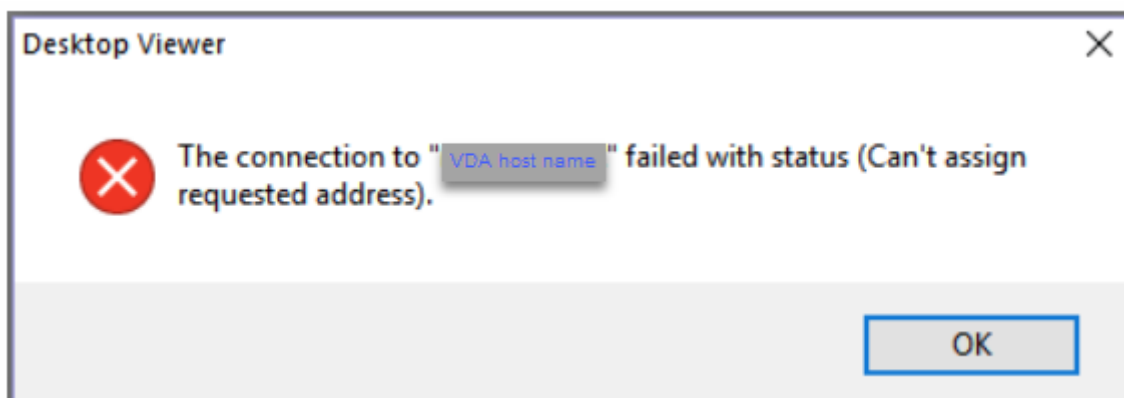 Desktop Viewer
The connection to "VDA host name" failed with status (Can't assign
requested address).
OK